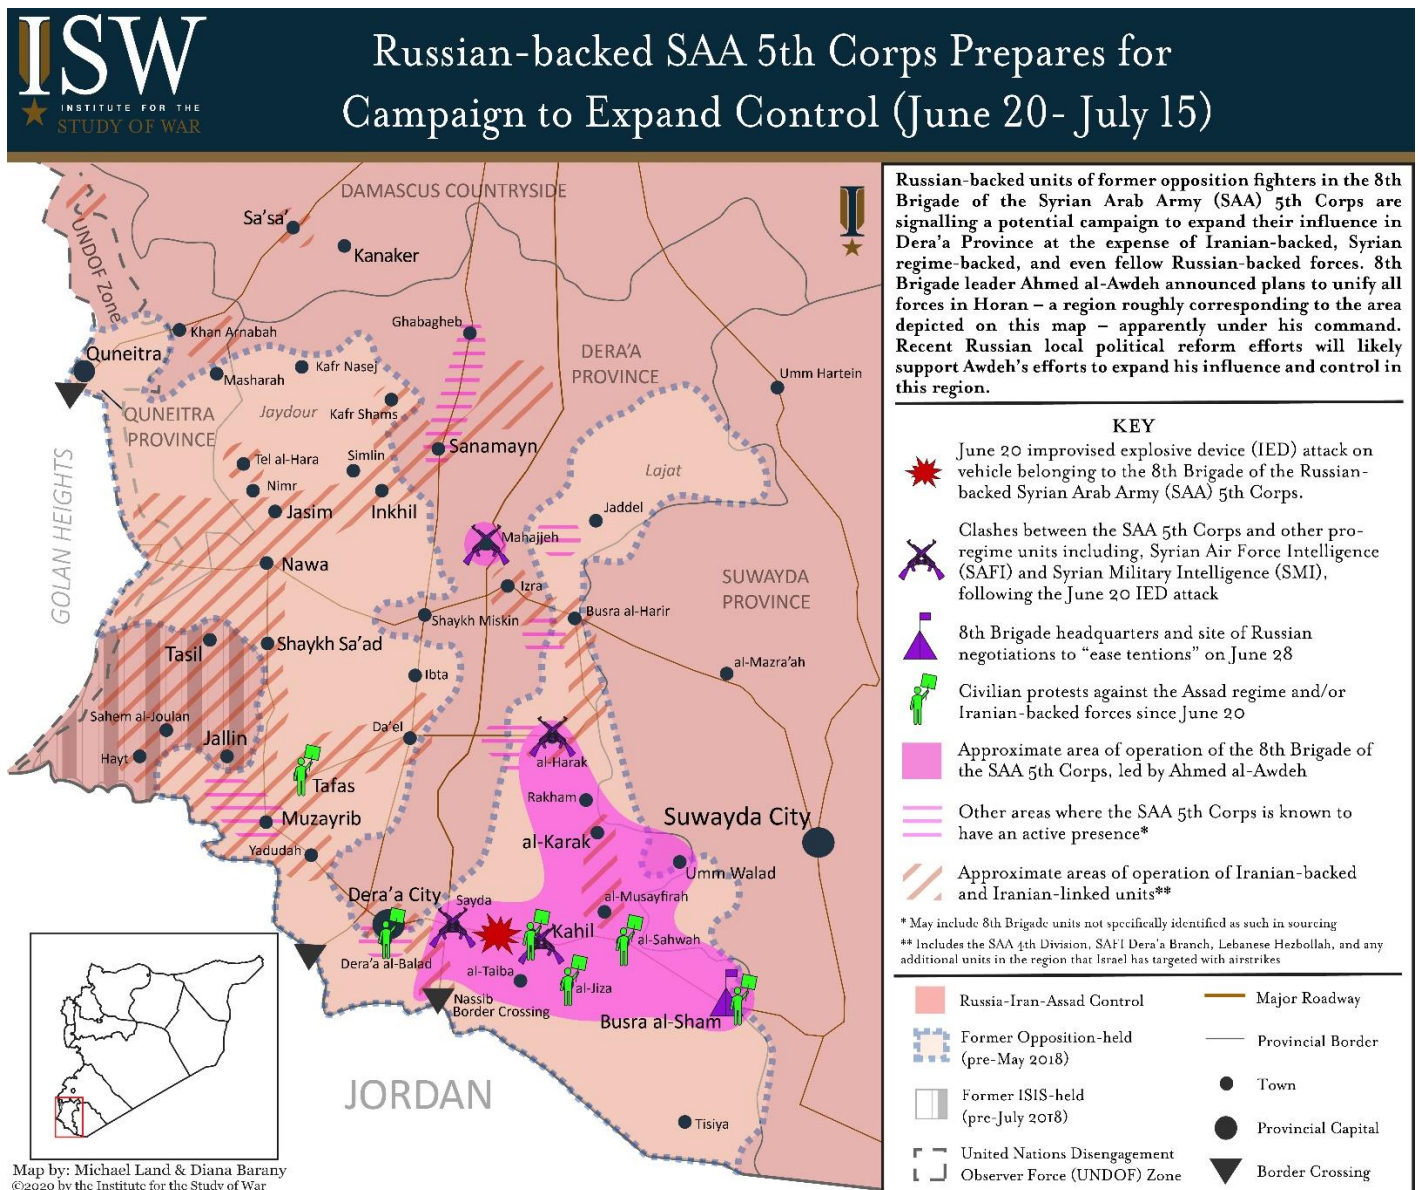 ISW
INSTITUTE FOR THE
STUDY OF WAR
Russian-backed SAA 5th Corps Prepares for
Campaign to Expand Control (June 20- July 15)
DAMASCUS COUNTRYSIDE
Sa'sa'
Kanaker
UNDOF Zone
Khan Arnabah
Ghabagheb
Quneitra
Masharah
Kafr Nasej
DERA'A
PROVINCE
Umm Hartein
QUNEITRA
PROVINCE
Jaydour
Kafr Shams
Sanamayn
Tel al-Hara
Simlin
Lajat
Nimr
Jasim
Inkhil
Jaddel
GOLAN HEIGHTS
Mahajjeh
Nawa
Izra
SUWAYDA
PROVINCE
Shaykh Miskin
Busra al-Harir
Tasil
Shaykh Sa'ad
Ibta
al-Mazra'ah
Sahem al-Joulan
Jallin
Da'el
Hayt
al-Harak
Tafas
Rakham
Muzayrib
Suwayda City
Yadudah
al-Karak
Umm Walad
Dera'a City
Sayda
al-Musayfirah
Kahil
al-Sahwah
Dera'a al-Balad
al-Taiba
al-Jiza
Nassib
Border Crossing
Busra al-Sham
JORDAN
Tisiya
Map by: Michael Land & Diana Barany
©2020 by the Institute for the Study of War
Russian-backed units of former opposition fighters in the 8th
Brigade of the Syrian Arab Army (SAA) 5th Corps are
signalling a potential campaign to expand their influence in
Dera'a Province at the expense of Iranian-backed, Syrian
regime-backed, and even fellow Russian-backed forces. 8th
Brigade leader Ahmed al-Awdeh announced plans to unify all
forces in Horan – a region roughly corresponding to the area
depicted on this map – apparently under his command.
Recent Russian local political reform efforts will likely
support Awdeh's efforts to expand his influence and control in
this region.
KEY
June 20 improvised explosive device (IED) attack on
vehicle belonging to the 8th Brigade of the Russian-
backed Syrian Arab Army (SAA) 5th Corps.
Clashes between the SAA 5th Corps and other pro-
regime units including, Syrian Air Force Intelligence
(SAFI) and Syrian Military Intelligence (SMI),
following the June 20 IED attack
8th Brigade headquarters and site of Russian
negotiations to "ease tentions" on June 28
Civilian protests against the Assad regime and/or
Iranian-backed forces since June 20
Approximate area of operation of the 8th Brigade of
the SAA 5th Corps, led by Ahmed al-Awdeh
Other areas where the SAA 5th Corps is known to
have an active presence*
Approximate areas of operation of Iranian-backed
and Iranian-linked units**
* May include 8th Brigade units not specifically identified as such in sourcing
** Includes the SAA 4th Division, SAFI Dera'a Branch, Lebanese Hezbollah, and any
additional units in the region that Israel has targeted with airstrikes
Russia-Iran-Assad Control
Former Opposition-held
(pre-May 2018)
Former ISIS-held
(pre-July 2018)
United Nations Disengagement
Observer Force (UNDOF) Zone
Major Roadway
Provincial Border
Town
Provincial Capital
Border Crossing